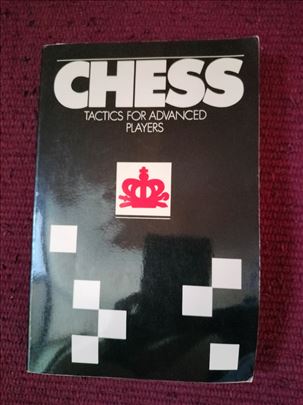 CHESS
TACTICS FOR ADVANCED
PLAYERS